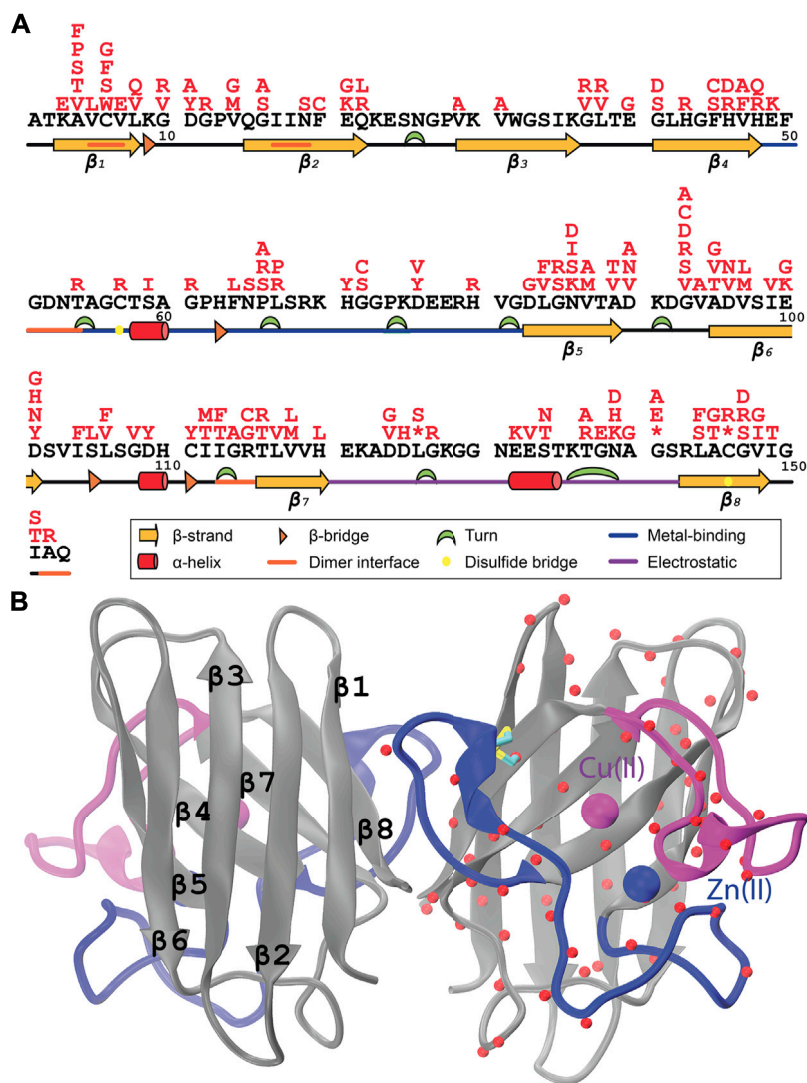 A
F
P G
S F
T S Q R A G A GL RR D CDAQ
EVLWEV V YR M S SC KR A A VV G S R SRFRK
ATKAVCVLKG DGPVQGIINF EQKESNGPVK VWGSIKGLTE GLHGFHVHEF
10 50
β1 β2 β3 β4
A
C
D D
A I A R G
RP C V FRSA TN S VNL G
R R I LSSR YS Y R GVSKM VV VATVM VK
GDNTAGCTSA GPHFNPLSRK HGGPKDEERH VGDLGNVTAD KDGVADVSIE
60 100
β5 β6
G
H D A D
N F MF CR L G S N A H E FGRRG
Y FLV VY YTTAGTVM L VH*R KVT REKG * ST*SIT
DSVISLSGDH CIIGRTLVVH EKADDLGKGG NEESTKTGNA GSRLACGVIG
110 150
β7 β8
S
TR
IAQ
β-strand β-bridge Turn Metal-binding
α-helix Dimer interface Disulfide bridge Electrostatic
B
β3 β1
Cu(II)
β7
β4
β8
β5 Zn(II)
β6 β2